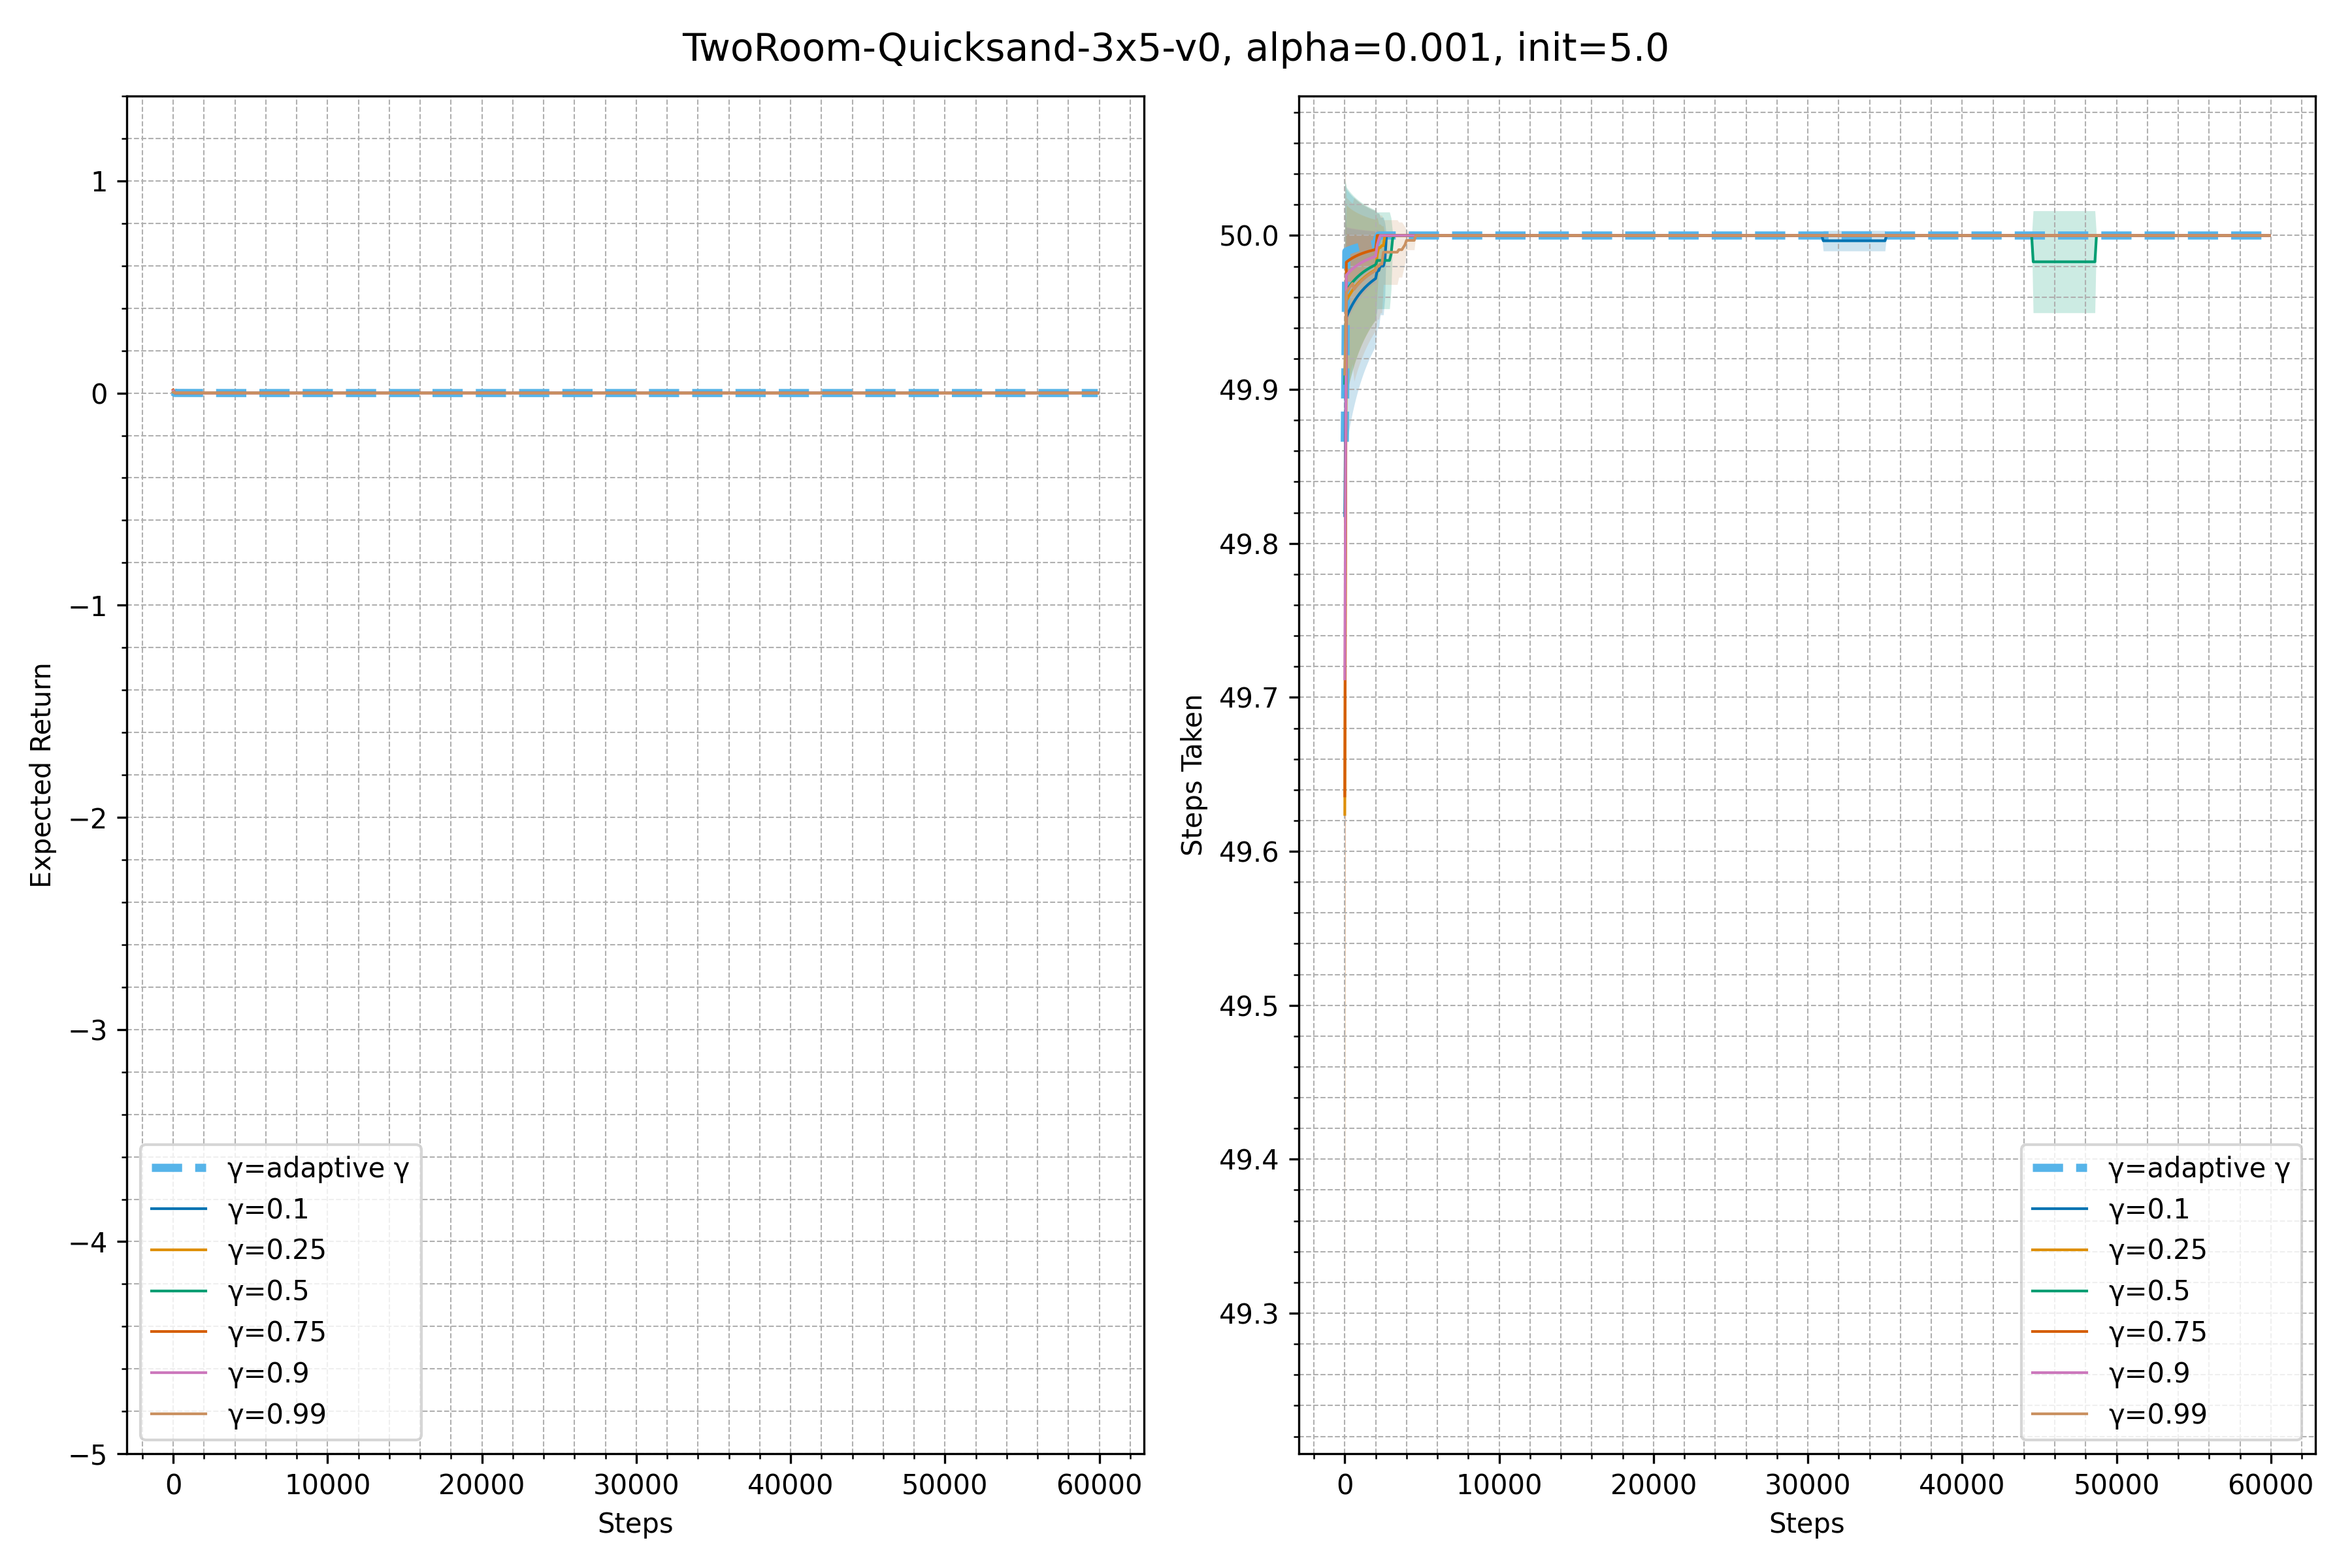 TwoRoom-Quicksand-3x5-v0, alpha=0.001, init=5.0
Expected Return
1
0
−1
−2
−3
−4
−5
0 10000 20000 30000 40000 50000 60000
Steps
γ=adaptive γ
γ=0.1
γ=0.25
γ=0.5
γ=0.75
γ=0.9
γ=0.99
Steps Taken
50.0
49.9
49.8
49.7
49.6
49.5
49.4
49.3
0 10000 20000 30000 40000 50000 60000
Steps
γ=adaptive γ
γ=0.1
γ=0.25
γ=0.5
γ=0.75
γ=0.9
γ=0.99